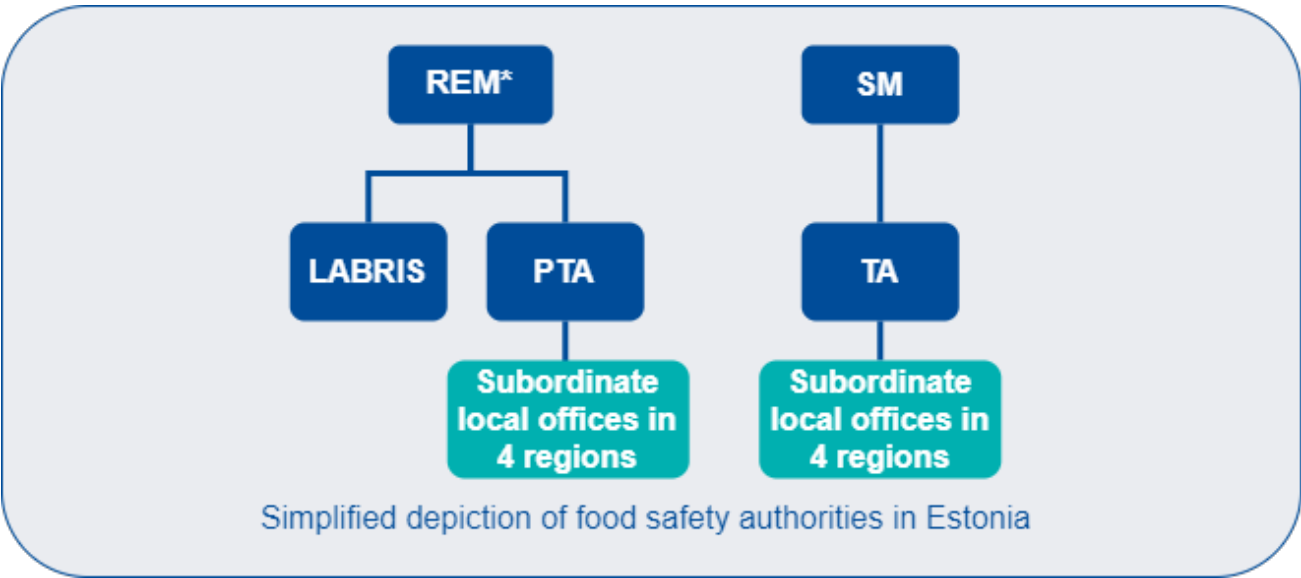 REM*
SM
LABRIS
PTA
TA
Subordinate
local offices in
4 regions
Subordinate
local offices in
4 regions
Simplified depiction of food safety authorities in Estonia